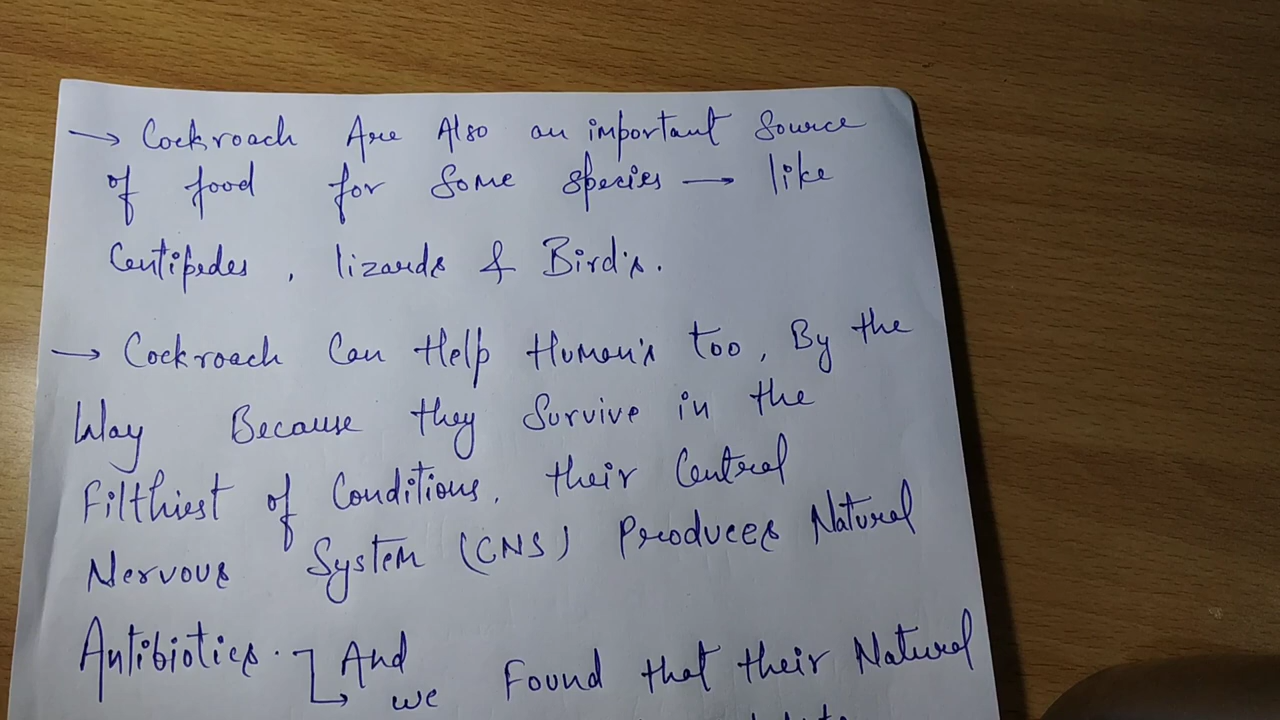 → Cockroach Are Also an important Source
of food for Some species → like
Centipedes , lizards & Bird's.
→ Cockroach Can Help Human's too, By the
Way Because they Survive in the
Filthiest of Conditions, their Central
Nervous System (CNS) Produces Natural
Antibiotics. And
↳ we Found that their Natural